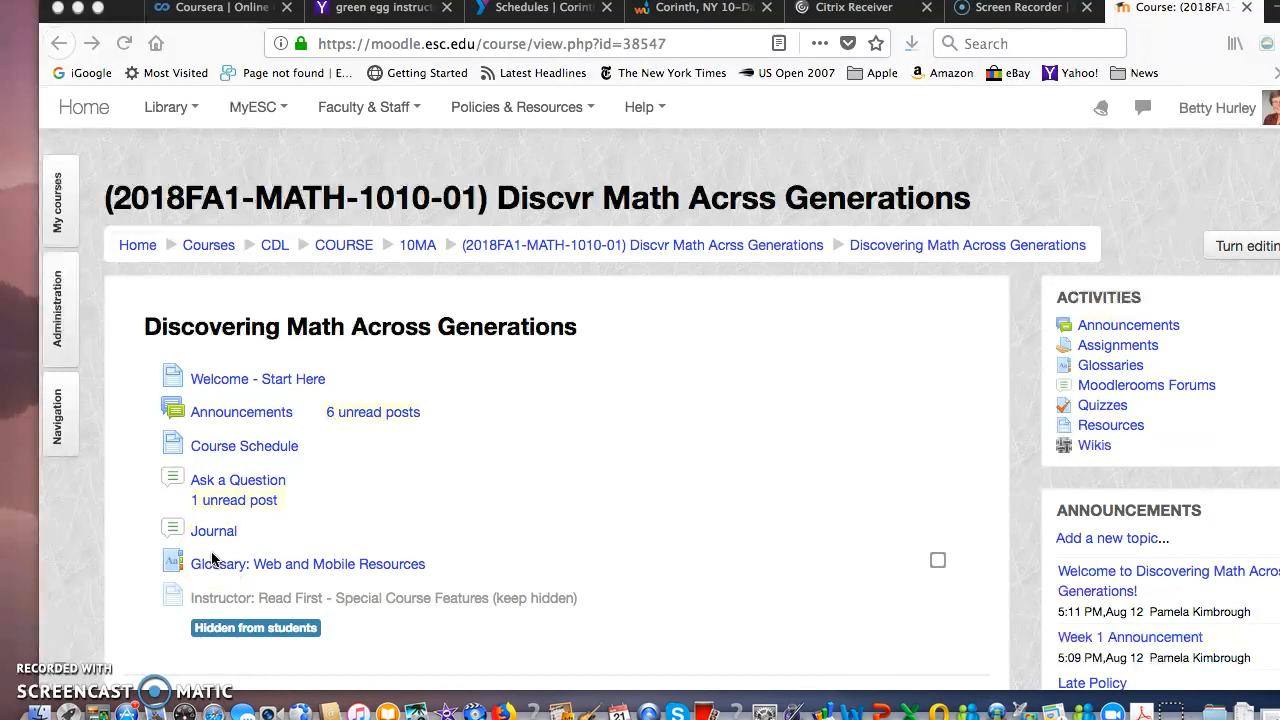 Coursera | Online
green egg instruct
Schedules | Corint
Corinth, NY 10-Da
Citrix Receiver
Screen Recorder |
Course: (2018FA1
https://moodle.esc.edu/course/view.php?id=38547
Search
iGoogle
Most Visited
Page not found | E...
Getting Started
Latest Headlines
The New York Times
US Open 2007
Apple
Amazon
eBay
Yahoo!
News
Home
Library
MyESC
Faculty & Staff
Policies & Resources
Help
Betty Hurley
My courses
Administration
Navigation
(2018FA1-MATH-1010-01) Discvr Math Acrss Generations
Home
Courses
CDL
COURSE
10MA
(2018FA1-MATH-1010-01) Discvr Math Acrss Generations
Discovering Math Across Generations
Turn editin
Discovering Math Across Generations
Welcome - Start Here
Announcements
6 unread posts
Course Schedule
Ask a Question
1 unread post
Journal
Glossary: Web and Mobile Resources
Instructor: Read First - Special Course Features (keep hidden)
Hidden from students
ACTIVITIES
Announcements
Assignments
Glossaries
Moodlerooms Forums
Quizzes
Resources
Wikis
ANNOUNCEMENTS
Add a new topic...
Welcome to Discovering Math Acros
Generations!
5:11 PM,Aug 12 Pamela Kimbrough
Week 1 Announcement
5:09 PM,Aug 12 Pamela Kimbrough
Late Policy
RECORDED WITH
SCREENCAST MATIC